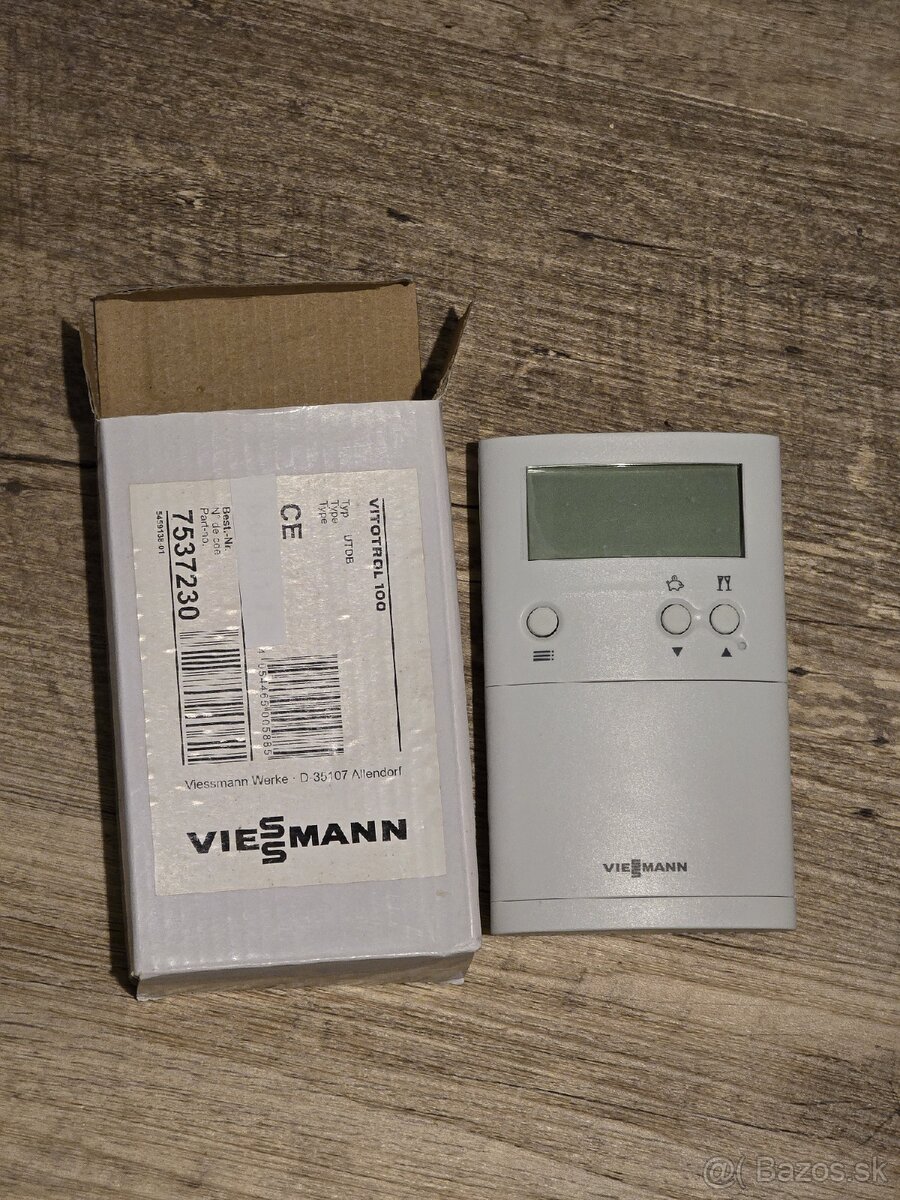 VITOTROL 100
Typ
Type UTDB
Type
CE
Best.-Nr.
N° de cde
Part-no.
7537230
5459138-01
Viessmann Werke · D-35107 Allendorf
VIESSMANN
VIESSMANN
@( Bazos.sk